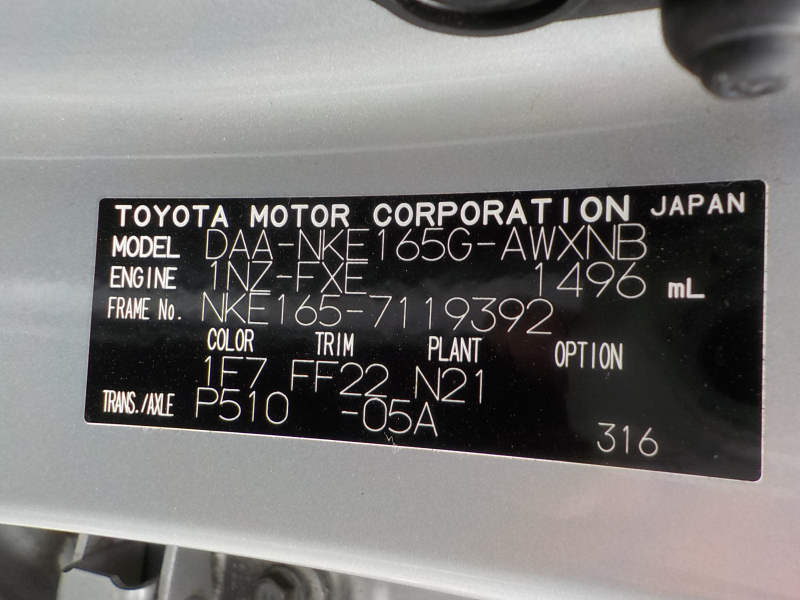 TOYOTA MOTOR CORPORATION JAPAN
MODEL DAA-NKE165G-AWXNB
ENGINE 1NZ-FXE 1496 mL
FRAME No. NKE165-7119392
COLOR TRIM PLANT OPTION
1F7 FF22 N21
TRANS./AXLE P510 -05A
316